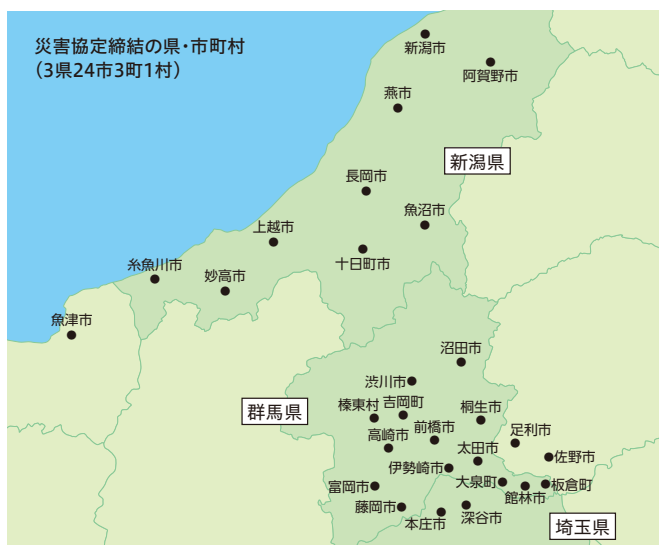 災害協定締結の県・市町村
（3県24市3町1村）
新潟市
阿賀野市
燕市
新潟県
長岡市
魚沼市
上越市
十日町市
糸魚川市
妙高市
魚津市
沼田市
渋川市
群馬県
榛東村
吉岡町
桐生市
前橋市
足利市
高崎市
太田市
佐野市
伊勢崎市
大泉町
板倉町
富岡市
館林市
藤岡市
本庄市
深谷市
埼玉県